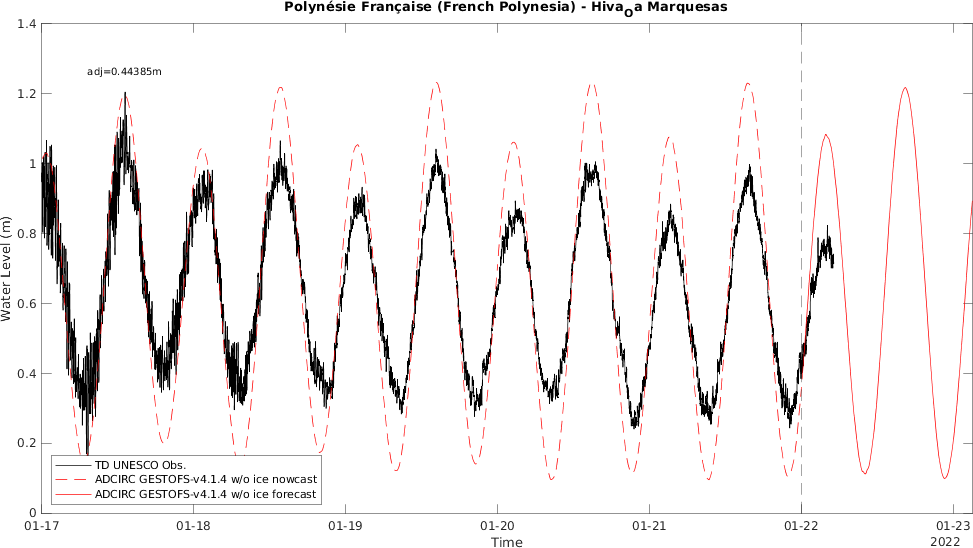 Polynésie Française (French Polynesia) - Hiva_Oa Marquesas
1.4
1.2
1
0.8
0.6
0.4
0.2
0
Water Level (m)
adj=0.44385m
TD UNESCO Obs.
ADCIRC GESTOFS-v4.1.4 w/o ice nowcast
ADCIRC GESTOFS-v4.1.4 w/o ice forecast
01-17 01-18 01-19 01-20 01-21 01-22 01-23
Time
2022